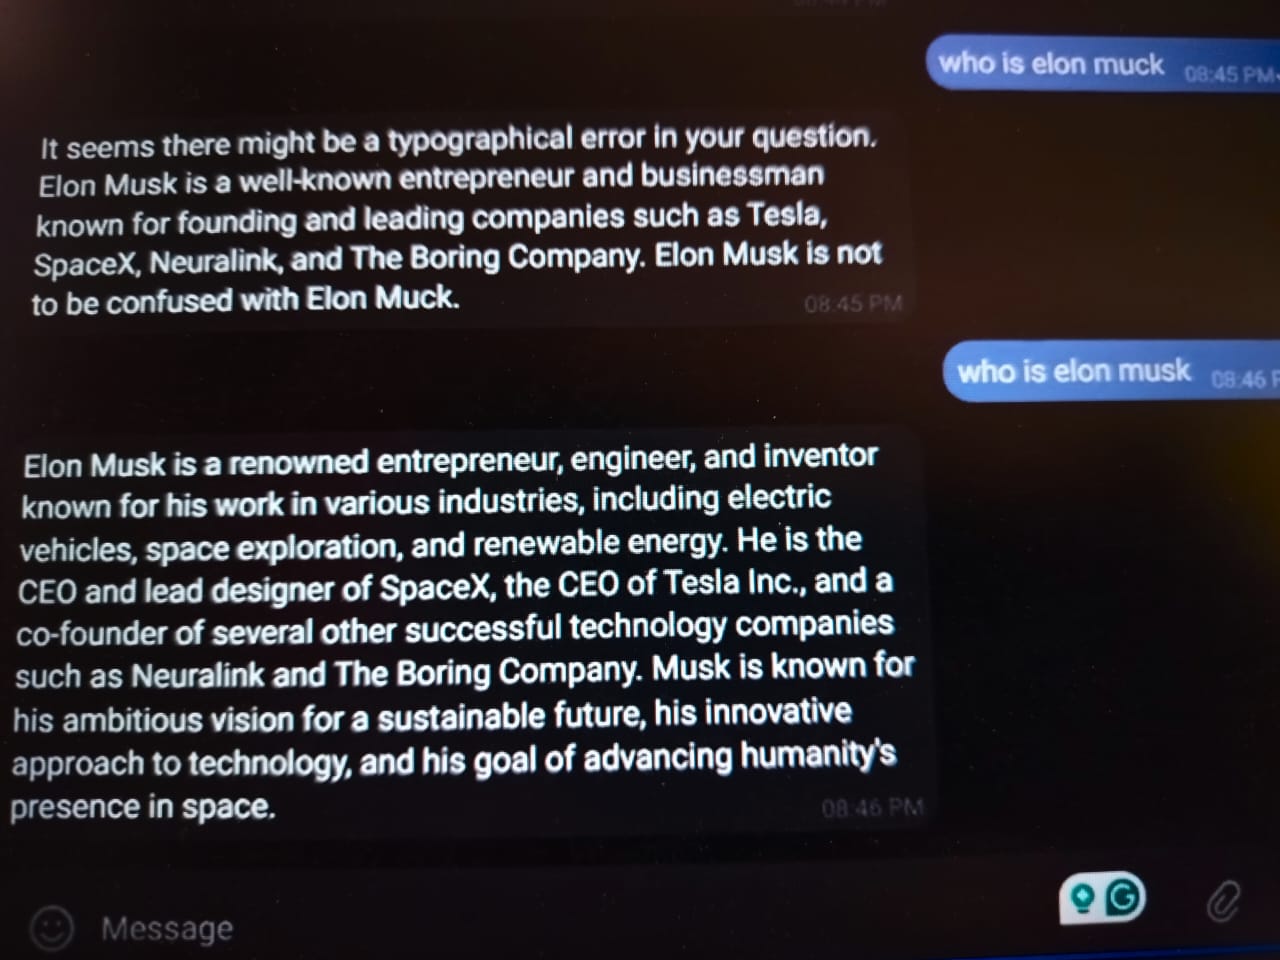 who is elon muck 08:45 PM
It seems there might be a typographical error in your question.
Elon Musk is a well-known entrepreneur and businessman
known for founding and leading companies such as Tesla,
SpaceX, Neuralink, and The Boring Company. Elon Musk is not
to be confused with Elon Muck.
08:45 PM
who is elon musk 08:46 P
Elon Musk is a renowned entrepreneur, engineer, and inventor
known for his work in various industries, including electric
vehicles, space exploration, and renewable energy. He is the
CEO and lead designer of SpaceX, the CEO of Tesla Inc., and a
co-founder of several other successful technology companies
such as Neuralink and The Boring Company. Musk is known for
his ambitious vision for a sustainable future, his innovative
approach to technology, and his goal of advancing humanity's
presence in space.
08:46 PM
Message